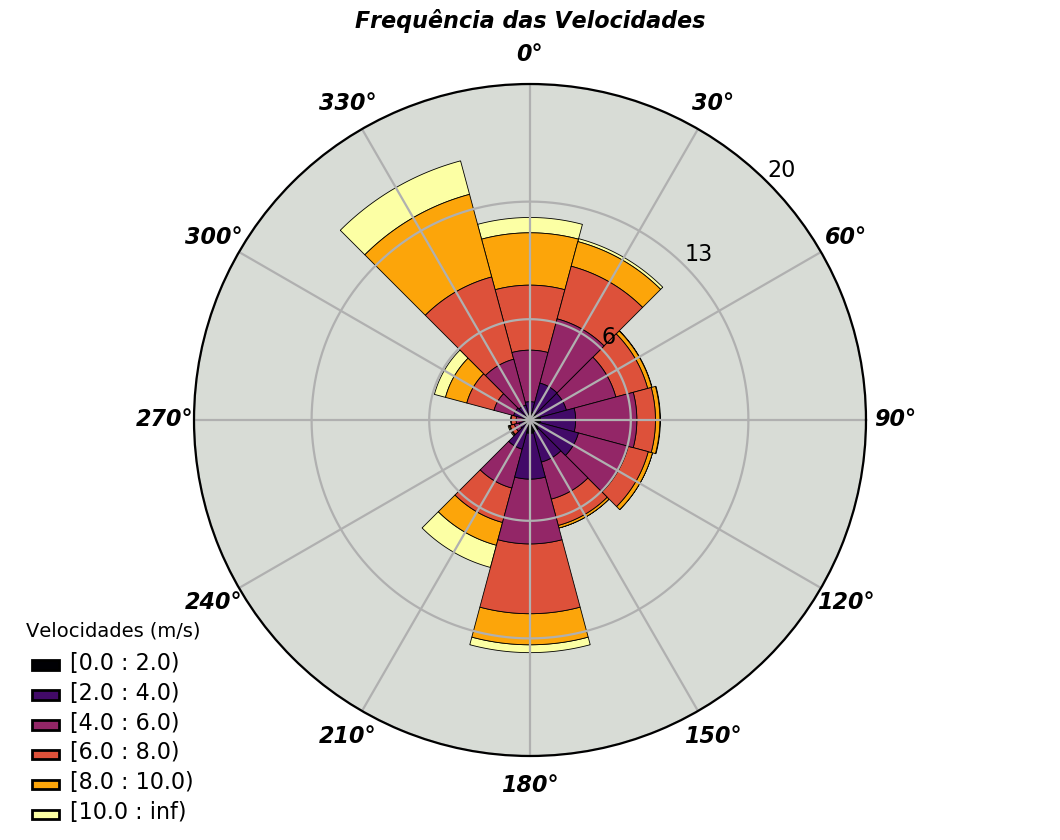 Frequência das Velocidades
0°
330°
30°
20
300°
60°
13
6
270°
90°
240°
120°
210°
150°
180°
Velocidades (m/s)
[0.0 : 2.0)
[2.0 : 4.0)
[4.0 : 6.0)
[6.0 : 8.0)
[8.0 : 10.0)
[10.0 : inf)